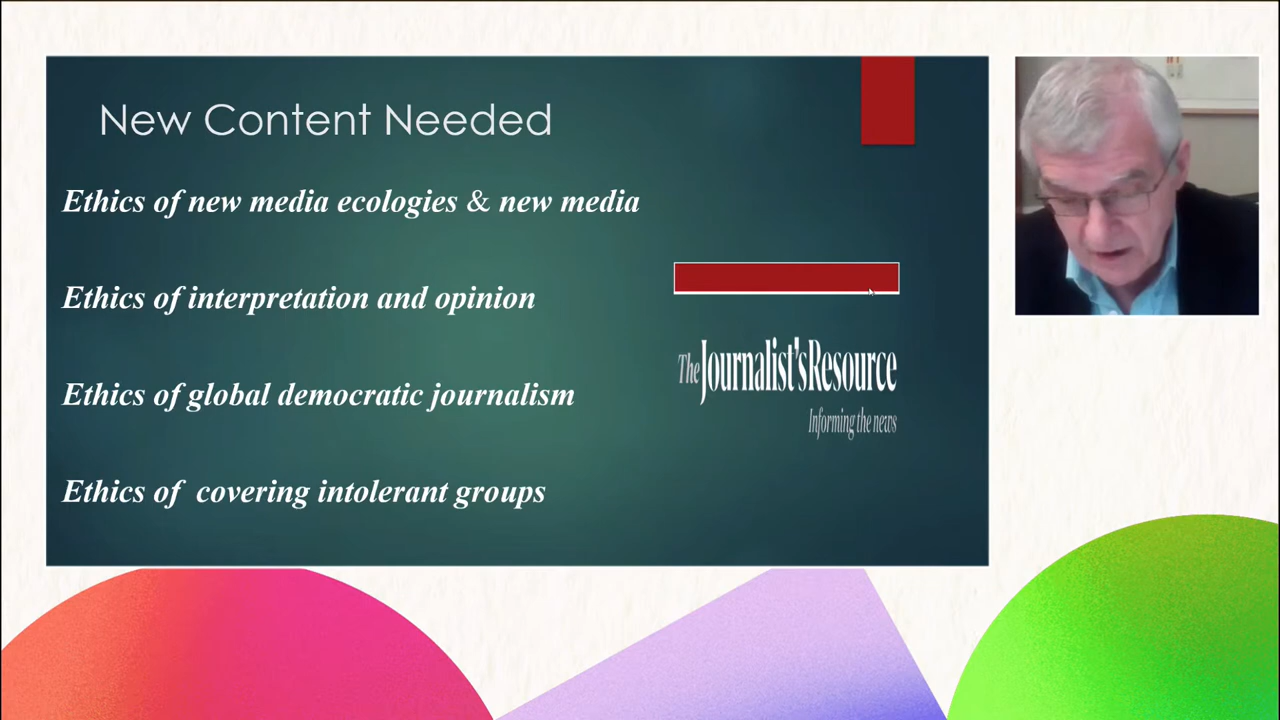 New Content Needed
Ethics of new media ecologies & new media
Ethics of interpretation and opinion
Ethics of global democratic journalism
Ethics of covering intolerant groups
The Journalist'sResource
Informing the news